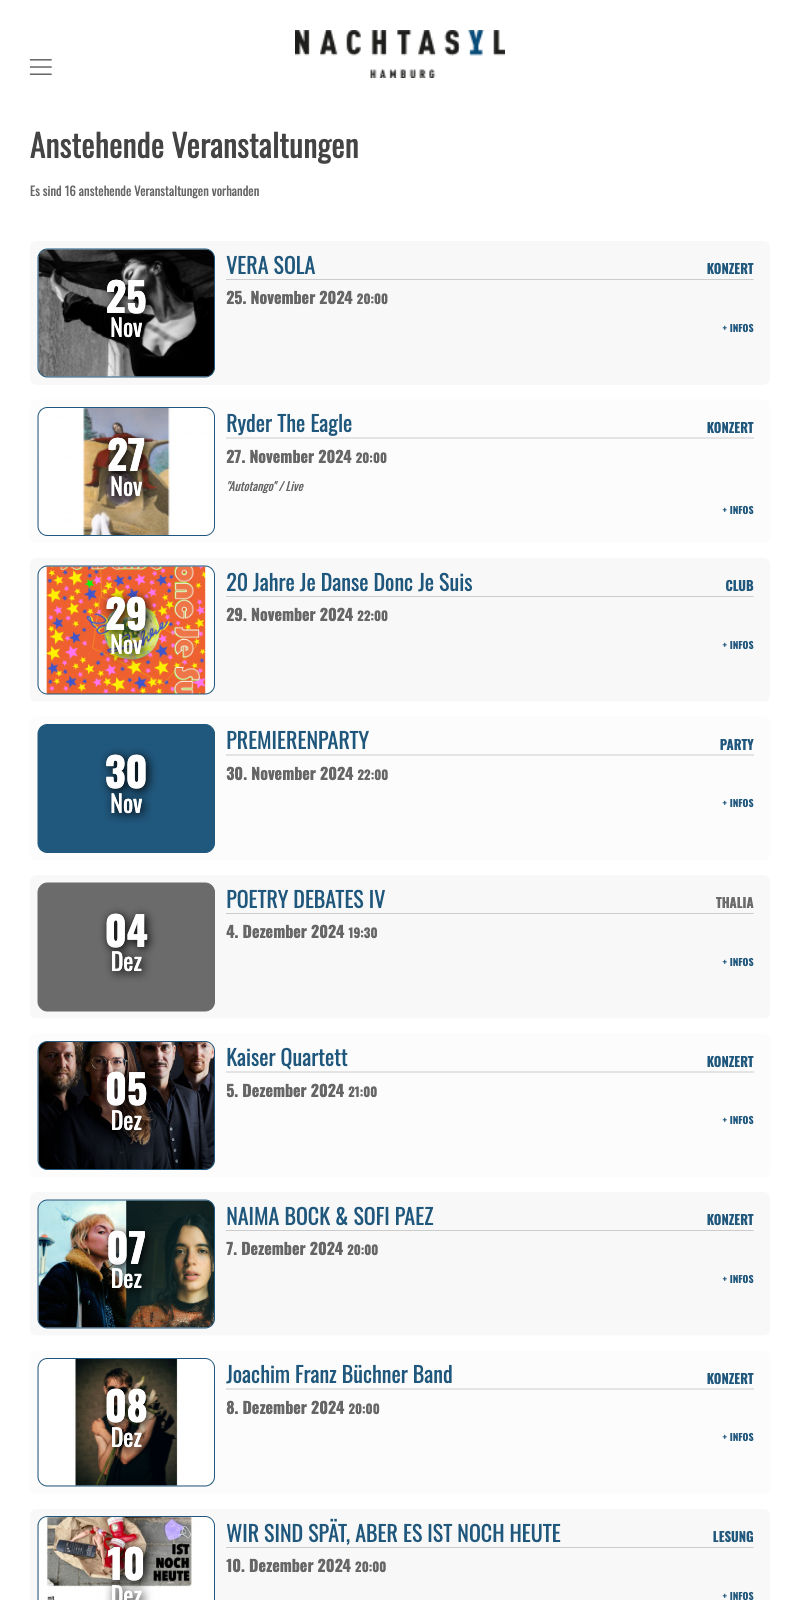 NACHTASYL
HAMBURG
Anstehende Veranstaltungen
Es sind 16 anstehende Veranstaltungen vorhanden
25
Nov
VERA SOLA
KONZERT
25. November 2024 20:00
+ INFOS
27
Nov
Ryder The Eagle
KONZERT
27. November 2024 20:00
"Autotango" / Live
+ INFOS
29
Nov
20 Jahre Je Danse Donc Je Suis
CLUB
29. November 2024 22:00
+ INFOS
30
Nov
PREMIERENPARTY
PARTY
30. November 2024 22:00
+ INFOS
04
Dez
POETRY DEBATES IV
THALIA
4. Dezember 2024 19:30
+ INFOS
05
Dez
Kaiser Quartett
KONZERT
5. Dezember 2024 21:00
+ INFOS
07
Dez
NAIMA BOCK & SOFI PAEZ
KONZERT
7. Dezember 2024 20:00
+ INFOS
08
Dez
Joachim Franz Büchner Band
KONZERT
8. Dezember 2024 20:00
+ INFOS
IST
NOCH
HEUTE
10
Dez
WIR SIND SPÄT, ABER ES IST NOCH HEUTE
LESUNG
10. Dezember 2024 20:00
+ INFOS